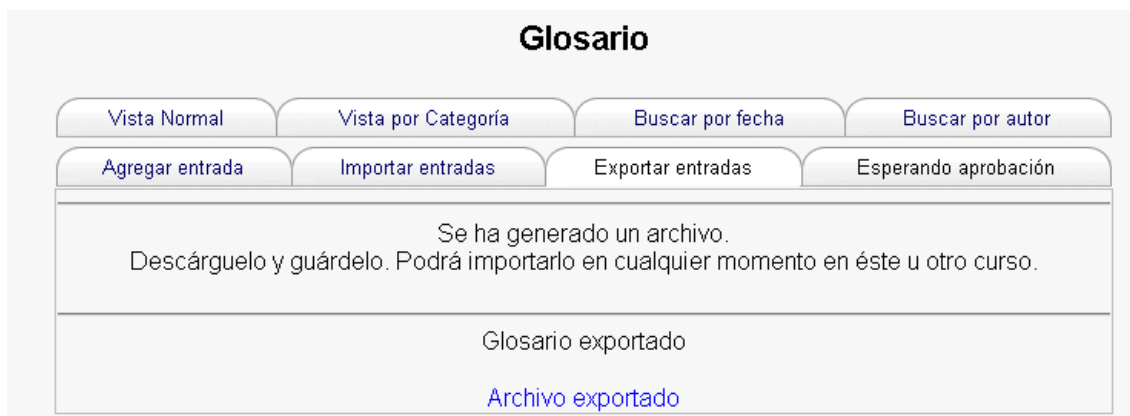 Glosario
Vista Normal Vista por Categoría Buscar por fecha Buscar por autor
Agregar entrada Importar entradas Exportar entradas Esperando aprobación
Se ha generado un archivo.
Descárguelo y guárdelo. Podrá importarlo en cualquier momento en éste u otro curso.
Glosario exportado
Archivo exportado